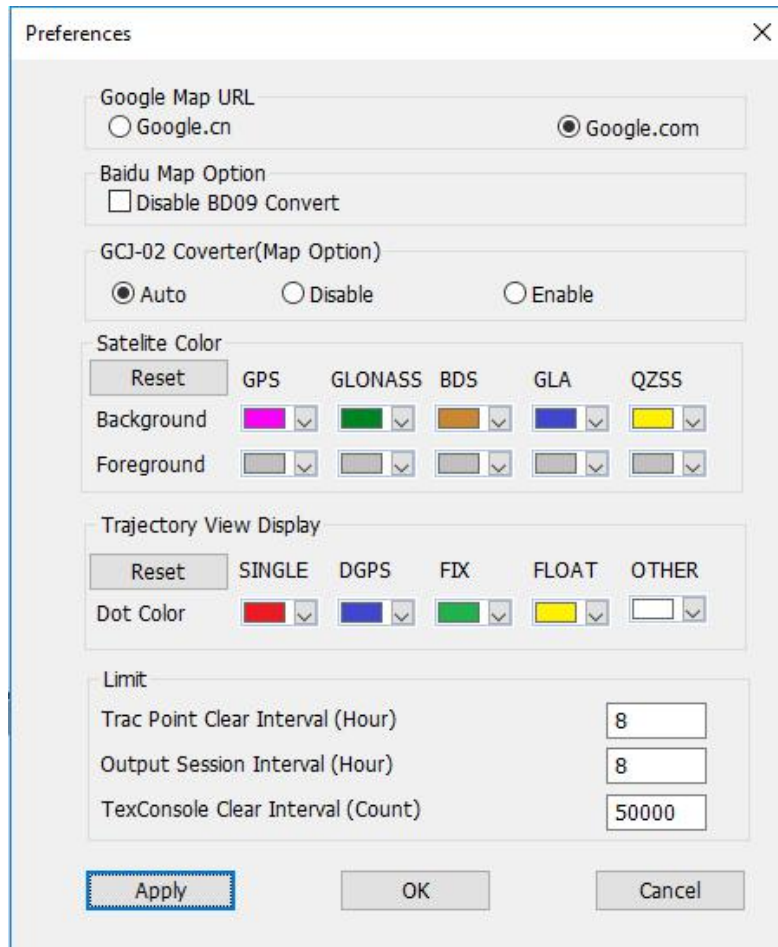 Preferences
Google Map URL
Google.cn Google.com
Baidu Map Option
Disable BD09 Convert
GCJ-02 Coverter(Map Option)
Auto Disable Enable
Satelite Color
Reset GPS GLONASS BDS GLA QZSS
Background
Foreground
Trajectory View Display
Reset SINGLE DGPS FIX FLOAT OTHER
Dot Color
Limit
Trac Point Clear Interval (Hour) 8
Output Session Interval (Hour) 8
TexConsole Clear Interval (Count) 50000
Apply OK Cancel